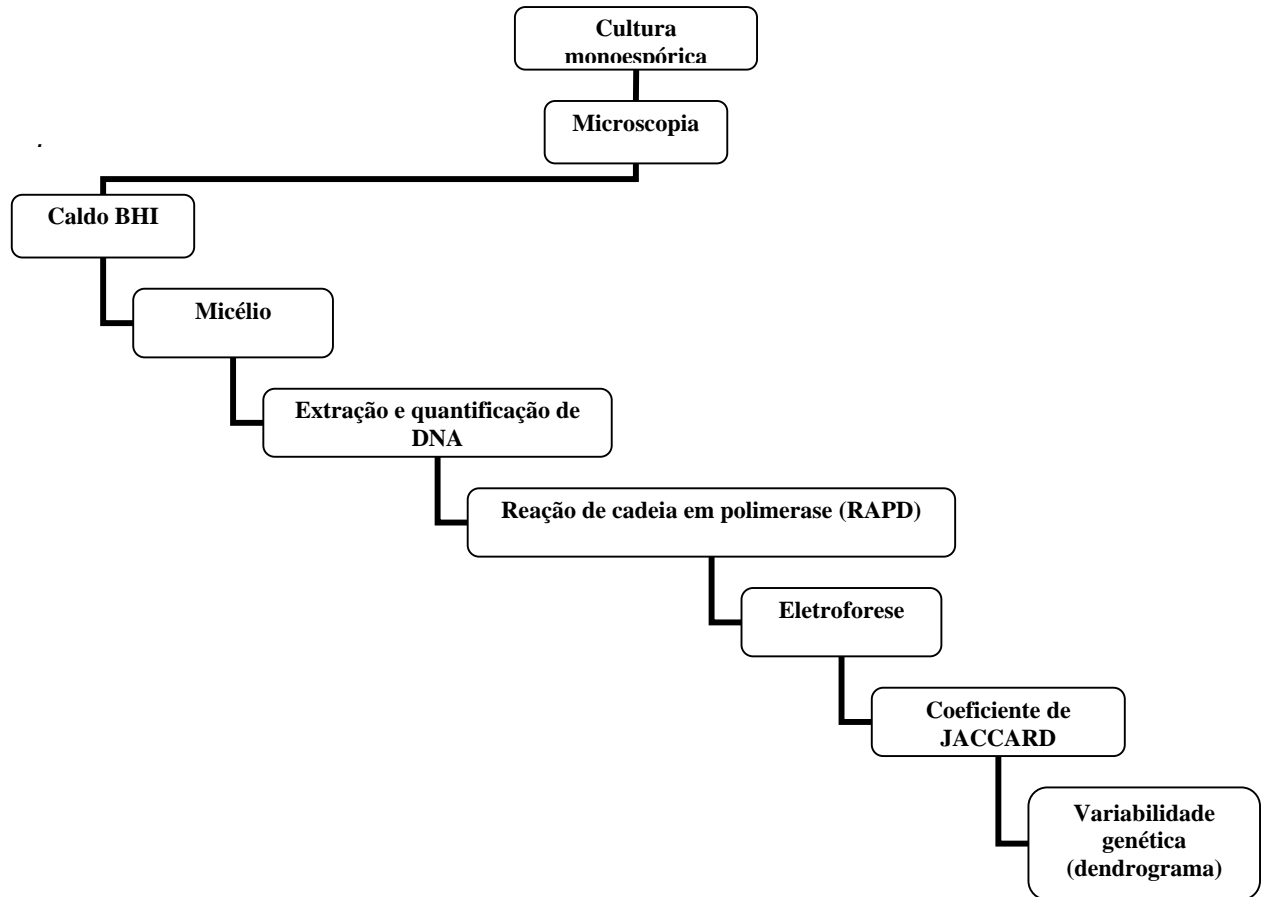 Cultura
monoespórica
Microscopia
.
Caldo BHI
Micélio
Extração e quantificação de
DNA
Reação de cadeia em polimerase (RAPD)
Eletroforese
Coeficiente de
JACCARD
Variabilidade
genética
(dendrograma)